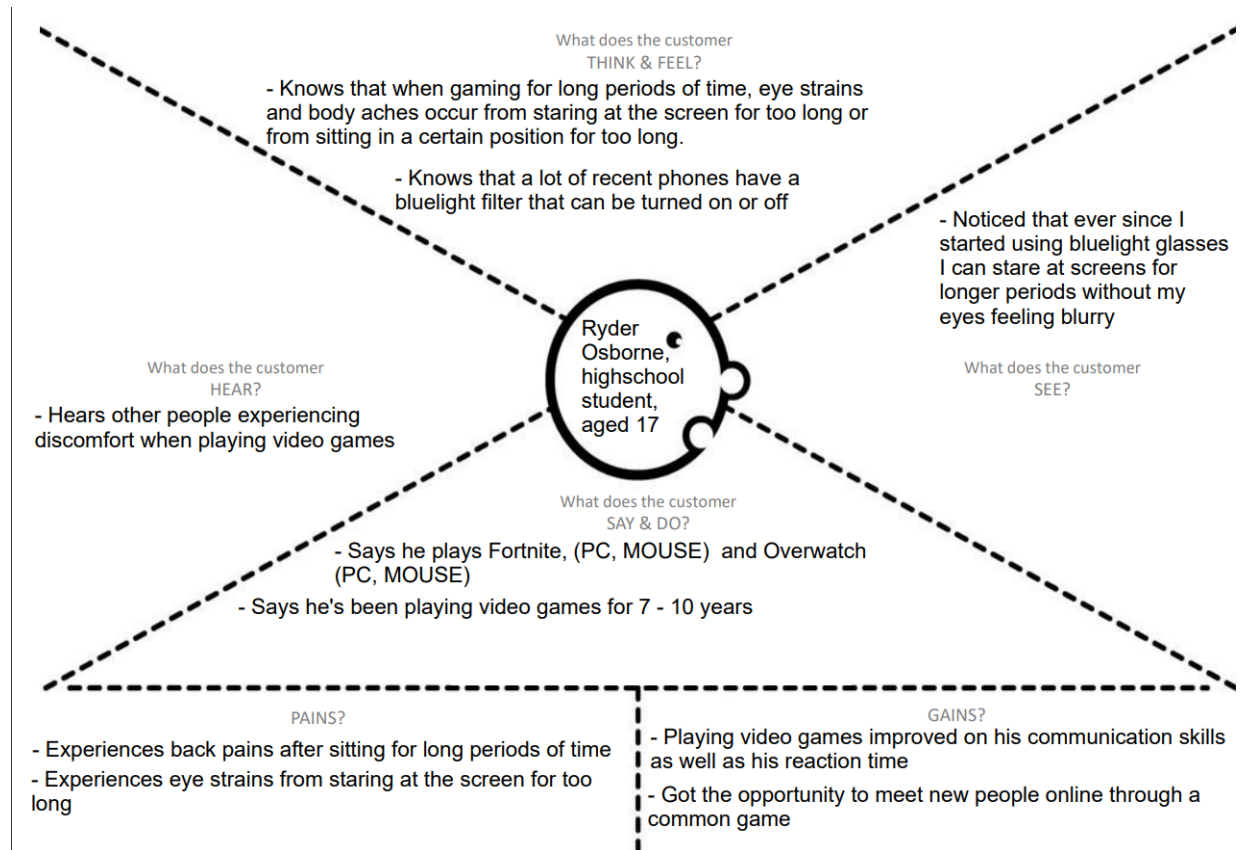 What does the customer
THINK & FEEL?
- Knows that when gaming for long periods of time, eye strains
and body aches occur from staring at the screen for too long or
from sitting in a certain position for too long.
- Knows that a lot of recent phones have a
bluelight filter that can be turned on or off
- Noticed that ever since I
started using bluelight glasses
I can stare at screens for
longer periods without my
eyes feeling blurry
What does the customer
SEE?
Ryder
Osborne,
highschool
student,
aged 17
What does the customer
HEAR?
- Hears other people experiencing
discomfort when playing video games
What does the customer
SAY & DO?
- Says he plays Fortnite, (PC, MOUSE)  and Overwatch
(PC, MOUSE)
- Says he's been playing video games for 7 - 10 years
PAINS?
- Experiences back pains after sitting for long periods of time
- Experiences eye strains from staring at the screen for too
long
GAINS?
- Playing video games improved on his communication skills
as well as his reaction time
- Got the opportunity to meet new people online through a
common game